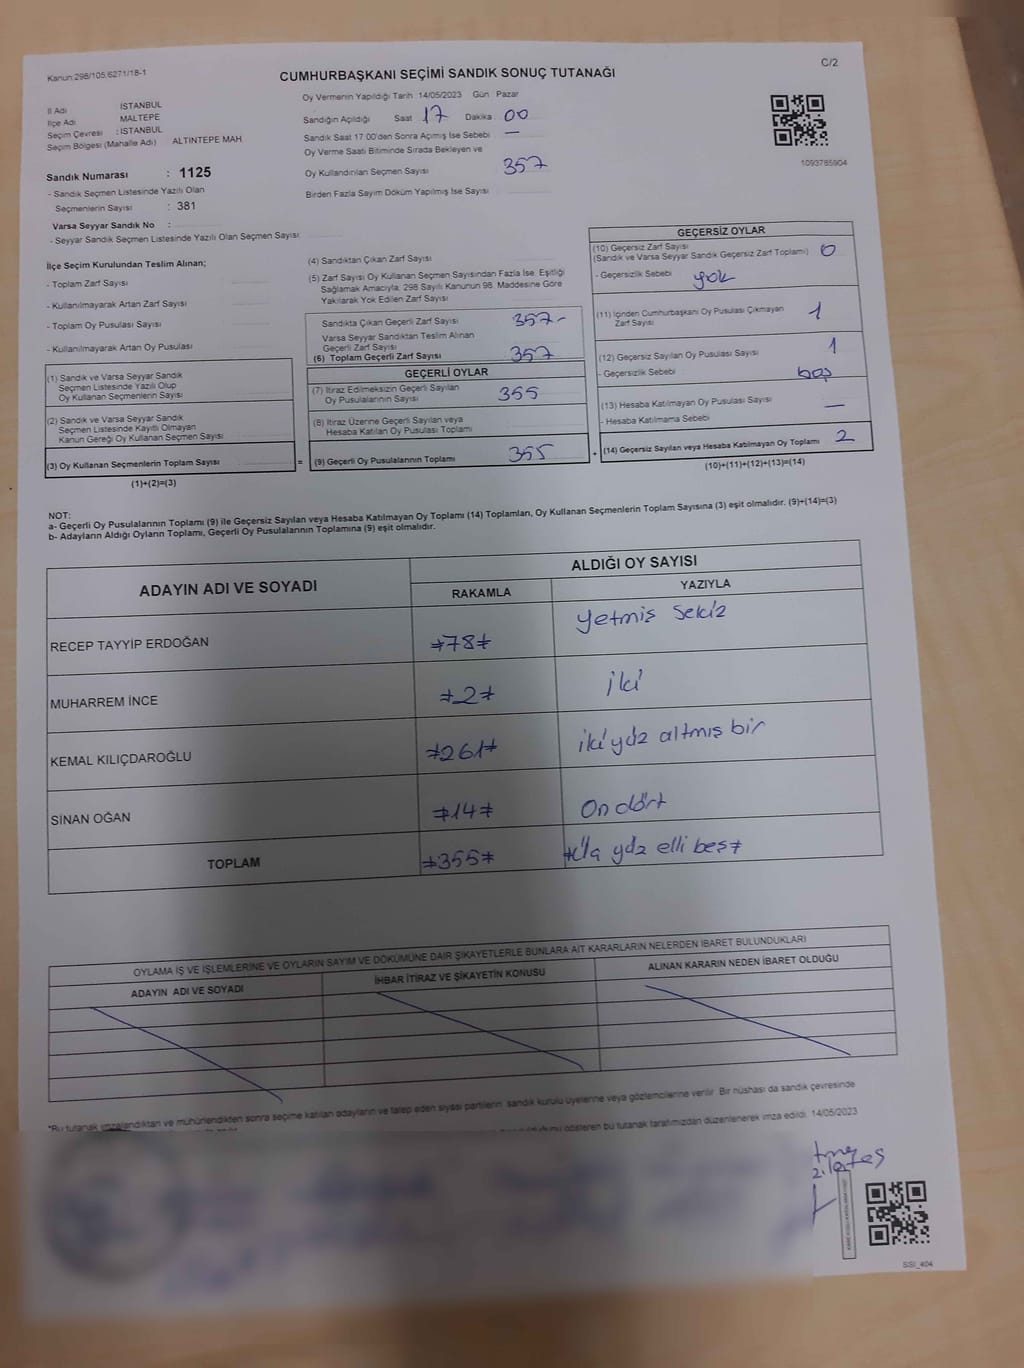 Kanun:298/105,6271/18-1
C/2
CUMHURBAŞKANI SEÇİMİ SANDIK SONUÇ TUTANAĞI
İl Adı İSTANBUL
İlçe Adı MALTEPE
Seçim Çevresi : İSTANBUL
Seçim Bölgesi (Mahalle Adı) ALTINTEPE MAH
Sandık Numarası : 1125
- Sandık Seçmen Listesinde Yazılı Olan
Seçmenlerin Sayısı : 381
Varsa Seyyar Sandık No :
- Seyyar Sandık Seçmen Listesinde Yazılı Olan Seçmen Sayısı
Oy Vermenin Yapıldığı Tarih 14/05/2023 Gün Pazar
Sandığın Açıldığı Saat 17 Dakika 00
Sandık Saat 17 00'den Sonra Açımış İse Sebebi —
Oy Verme Saati Bitiminde Sırada Bekleyen ve
Oy Kullandırılan Seçmen Sayısı 357
Birden Fazla Sayım Döküm Yapılmış İse Sayısı
1093785904
İlçe Seçim Kurulundan Teslim Alınan;
- Toplam Zarf Sayısı
- Kullanılmayarak Artan Zarf Sayısı
- Toplam Oy Pusulası Sayısı
- Kullanılmayarak Artan Oy Pusulası
(1) Sandık ve Varsa Seyyar Sandık
Seçmen Listesinde Yazılı Olup
Oy Kullanan Seçmenlerin Sayısı
(2) Sandık ve Varsa Seyyar Sandık
Seçmen Listesinde Kayıtlı Olmayan
Kanun Gereği Oy Kullanan Seçmen Sayısı
(3) Oy Kullanan Seçmenlerin Toplam Sayısı =
(1)+(2)=(3)
(4) Sandıktan Çıkan Zarf Sayısı
(5) Zarf Sayısı Oy Kullanan Seçmen Sayısından Fazla İse, Eşitliği
Sağlamak Amacıyla; 298 Sayılı Kanunun 98. Maddesine Göre
Yakılarak Yok Edilen Zarf Sayısı
Sandıkta Çıkan Geçerli Zarf Sayısı 357-
Varsa Seyyar Sandıktan Teslim Alınan
Geçerli Zarf Sayısı
(6) Toplam Geçerli Zarf Sayısı 357
GEÇERLİ OYLAR
(7) İtiraz Edilmeksizin Geçerli Sayılan
Oy Pusulalarının Sayısı 355
(8) İtiraz Üzerine Geçerli Sayılan veya
Hesaba Katılan Oy Pusulası Toplamı
(9) Geçerli Oy Pusulalarının Toplamı 355 +
GEÇERSİZ OYLAR
(10) Geçersiz Zarf Sayısı
(Sandık ve Varsa Seyyar Sandık Geçersiz Zarf Toplamı) 0
- Geçersizlik Sebebi yok
(11) İçinden Cumhurbaşkanı Oy Pusulası Çıkmayan
Zarf Sayısı 1
(12) Geçersiz Sayılan Oy Pusulası Sayısı 1
- Geçersizlik Sebebi boş
(13) Hesaba Katılmayan Oy Pusulası Sayısı —
- Hesaba Katılmama Sebebi
(14) Geçersiz Sayılan veya Hesaba Katılmayan Oy Toplamı 2
(10)+(11)+(12)+(13)=(14)
NOT:
a- Geçerli Oy Pusulalarının Toplamı (9) ile Geçersiz Sayılan veya Hesaba Katılmayan Oy Toplamı (14) Toplamları, Oy Kullanan Seçmenlerin Toplam Sayısına (3) eşit olmalıdır. (9)+(14)=(3)
b- Adayların Aldığı Oyların Toplamı, Geçerli Oy Pusulalarının Toplamına (9) eşit olmalıdır.
ADAYIN ADI VE SOYADI
ALDIĞI OY SAYISI
RAKAMLA YAZIYLA
RECEP TAYYİP ERDOĞAN ≠78≠ yetmiş sekiz
MUHARREM İNCE ≠2≠ iki
KEMAL KILIÇDAROĞLU ≠261≠ iki yüz altmış bir
SİNAN OĞAN ≠14≠ On dört
TOPLAM ≠355≠ ≠üç yüz elli beş≠
OYLAMA İŞ VE İŞLEMLERİNE VE OYLARIN SAYIM VE DÖKÜMÜNE DAİR ŞİKAYETLERLE BUNLARA AİT KARARLARIN NELERDEN İBARET BULUNDUKLARI
ADAYIN ADI VE SOYADI İHBAR İTİRAZ VE ŞİKAYETİN KONUSU ALINAN KARARIN NEDEN İBARET OLDUĞU
*Bu tutanak imzalandıktan ve mühürlendikten sonra seçime katılan adayların ve talep eden siyasi partilerin sandık kurulu üyelerine veya gözlemcilerine verilir. Bir nüshası da sandık çevresinde
gösteren bu tutanak tarafımızdan düzenlenerek imza edildi. 14/05/2023
SSI_404